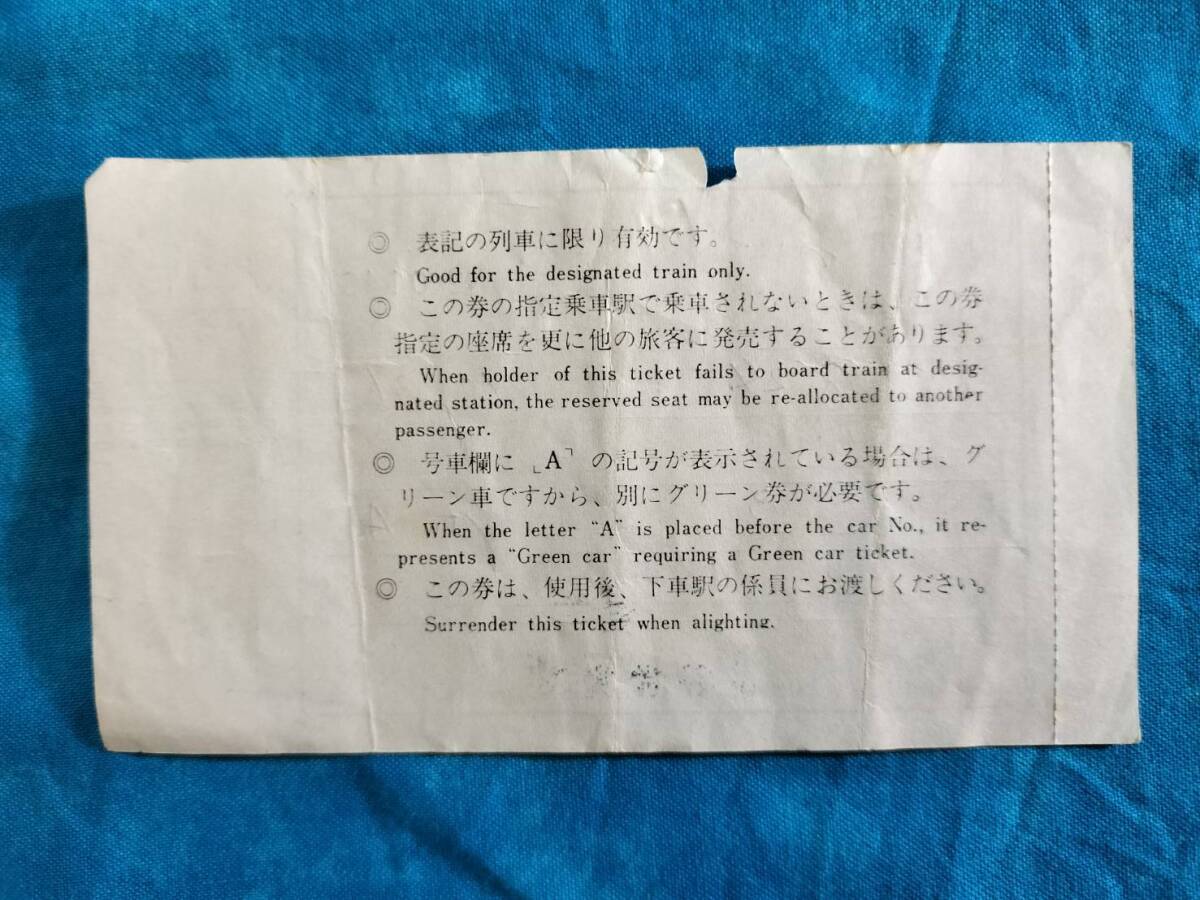 ◎ 表記の列車に限り有効です。
Good for the designated train only.
◎ この券の指定乗車駅で乗車されないときは、この券
指定の座席を更に他の旅客に発売することがあります。
When holder of this ticket fails to board train at desig-
nated station, the reserved seat may be re-allocated to another
passenger.
◎ 号車欄に「A」の記号が表示されている場合は、グ
リーン車ですから、別にグリーン券が必要です。
When the letter "A" is placed before the car No., it re-
presents a "Green car" requiring a Green car ticket.
◎ この券は、使用後、下車駅の係員にお渡しください。
Surrender this ticket when alighting.